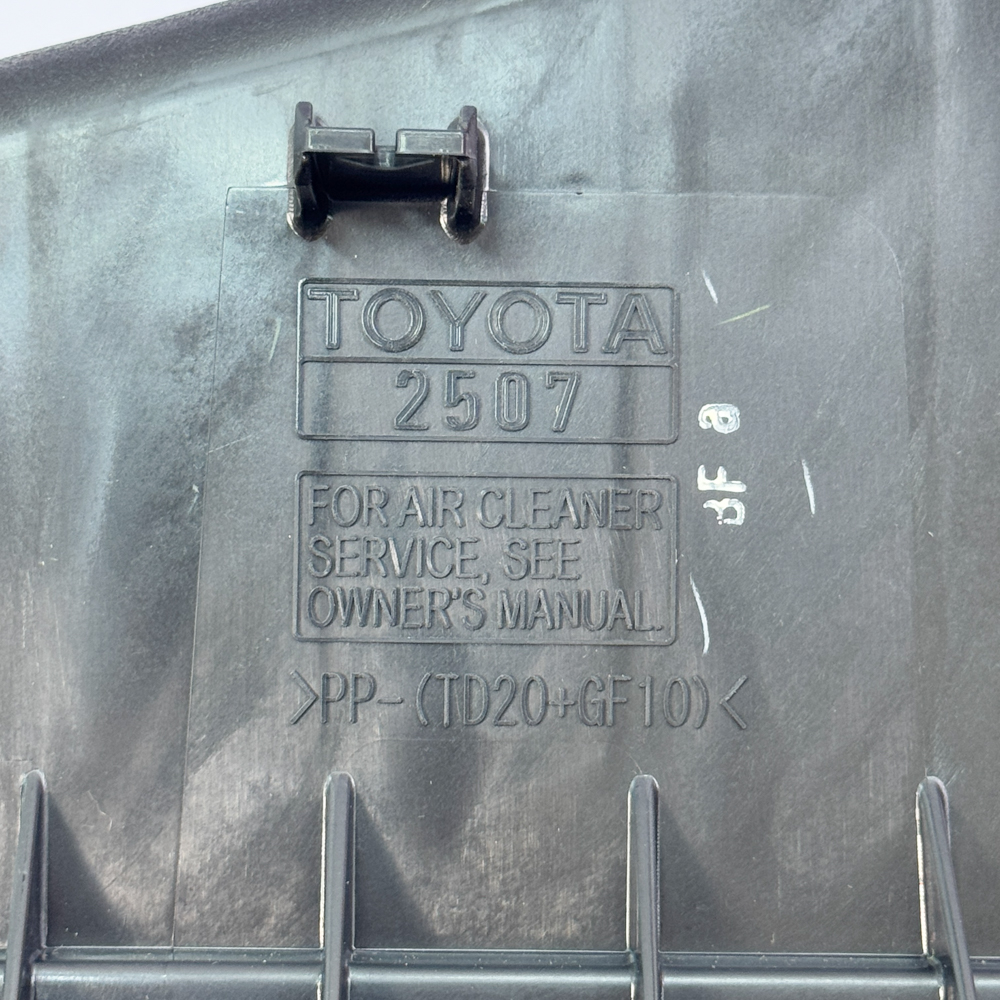 TOYOTA
2507
FOR AIR CLEANER
SERVICE, SEE
OWNER'S MANUAL.
>PP-(TD20+GF10)<